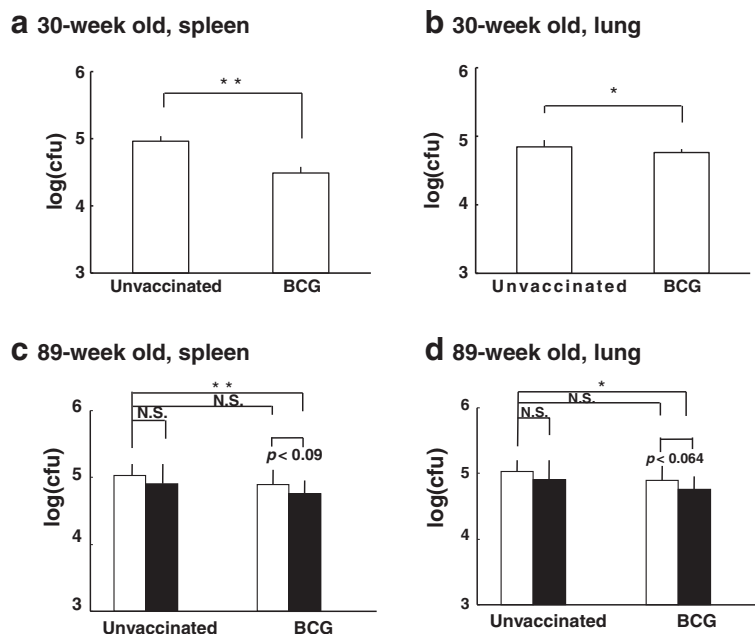 a 30-week old, spleen
log(cfu)
6
5
4
3
* *
Unvaccinated BCG
b 30-week old, lung
log(cfu)
6
5
4
3
*
Unvaccinated BCG
c 89-week old, spleen
log(cfu)
6
5
4
3
* *
N.S.
N.S.
p < 0.09
Unvaccinated BCG
d 89-week old, lung
log(cfu)
6
5
4
3
*
N.S.
N.S.
p < 0.064
Unvaccinated BCG